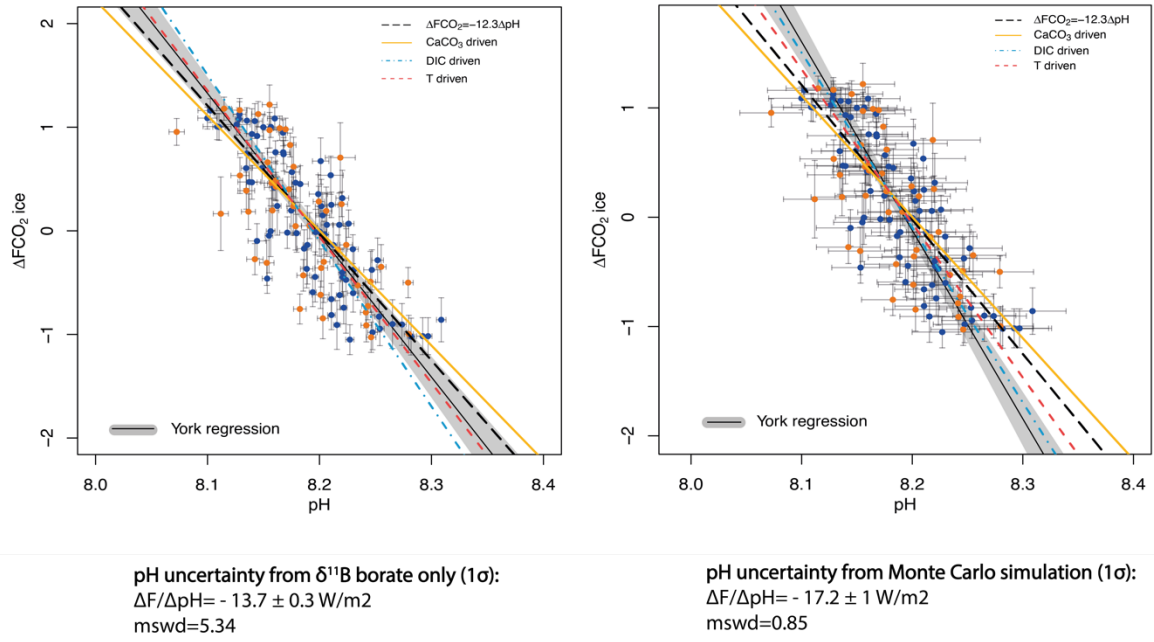 ΔFCO₂=−12.3ΔpH
CaCO₃ driven
DIC driven
T driven
2
1
0
−1
−2
ΔFCO₂ ice
York regression
8.0 8.1 8.2 8.3 8.4
pH
ΔFCO₂=−12.3ΔpH
CaCO₃ driven
DIC driven
T driven
1
0
−1
−2
ΔFCO₂ ice
York regression
8.0 8.1 8.2 8.3 8.4
pH
pH uncertainty from δ¹¹B borate only (1σ):
ΔF/ΔpH= - 13.7 ± 0.3 W/m2
mswd=5.34
pH uncertainty from Monte Carlo simulation (1σ):
ΔF/ΔpH= - 17.2 ± 1 W/m2
mswd=0.85